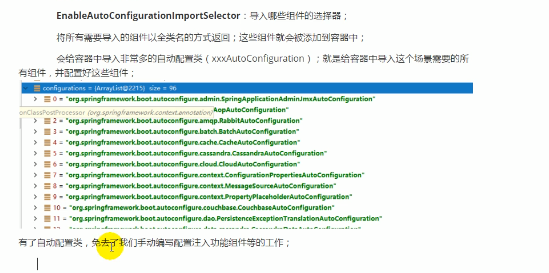 EnableAutoConfigurationImportSelector：导入哪些组件的选择器；
将所有需要导入的组件以全类名的方式返回；这些组件就会被添加到容器中；
会给容器中导入非常多的自动配置类（xxxAutoConfiguration）；就是给容器中导入这个场景需要的所
有组件，并配置好这些组件；
configurations = {ArrayList@2215} size = 96
0 = "org.springframework.boot.autoconfigure.admin.SpringApplicationAdminJmxAutoConfiguration"
AopAutoConfiguration"
onClassPostProcessor (org.springframework.context.annotation)
2 = "org.springframework.boot.autoconfigure.amqp.RabbitAutoConfiguration"
3 = "org.springframework.boot.autoconfigure.batch.BatchAutoConfiguration"
4 = "org.springframework.boot.autoconfigure.cache.CacheAutoConfiguration"
5 = "org.springframework.boot.autoconfigure.cassandra.CassandraAutoConfiguration"
6 = "org.springframework.boot.autoconfigure.cloud.CloudAutoConfiguration"
7 = "org.springframework.boot.autoconfigure.context.ConfigurationPropertiesAutoConfiguration"
8 = "org.springframework.boot.autoconfigure.context.MessageSourceAutoConfiguration"
9 = "org.springframework.boot.autoconfigure.context.PropertyPlaceholderAutoConfiguration"
10 = "org.springframework.boot.autoconfigure.couchbase.CouchbaseAutoConfiguration"
11 = "org.springframework.boot.autoconfigure.dao.PersistenceExceptionTranslationAutoConfiguration"
有了自动配置类，免去了我们手动编写配置注入功能组件等的工作；